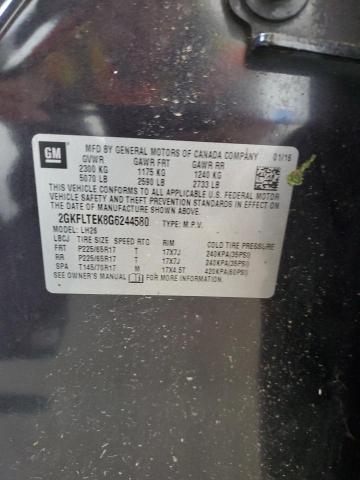 GM
MFD BY GENERAL MOTORS OF CANADA COMPANY 01/16
GVWR GAWR FRT GAWR RR
2300 KG 1175 KG 1240 KG
5070 LB 2590 LB 2733 LB
THIS VEHICLE CONFORMS TO ALL APPLICABLE U.S. FEDERAL MOTOR
VEHICLE SAFETY, BUMPER, AND THEFT PREVENTION STANDARDS
IN EFFECT ON THE DATE OF MANUFACTURE SHOWN ABOVE.
2GKFLTEK8G6244580 TYPE: M.P.V.
MODEL: LH26
LBCJ TIRE SIZE SPEED RTG RIM COLD TIRE PRESSURE
FRT P225/65R17 T 17X7J 240KPA(35PSI)
RR P225/65R17 T 17X7J 240KPA(35PSI)
SPA T145/70R17 M 17X4.5T 420KPA(60PSI)
SEE OWNER'S MANUAL FOR MORE INFORMATION.